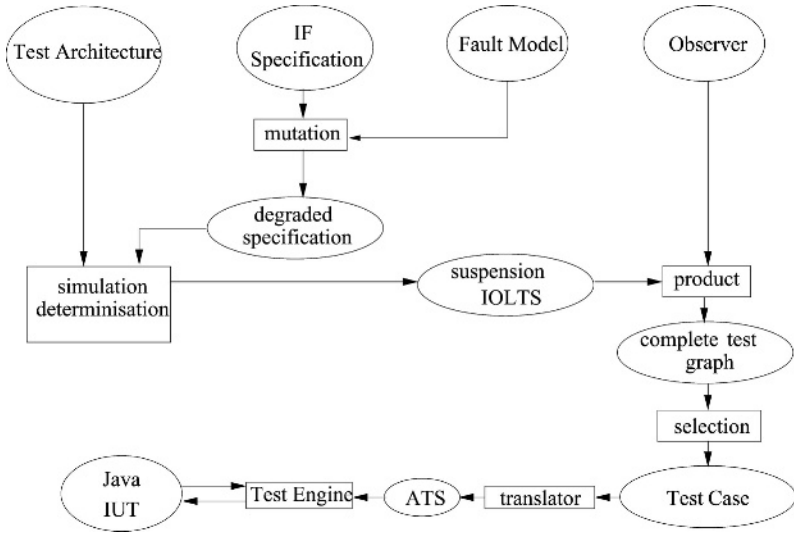 Test Architecture
IF
Specification
Fault Model
Observer
mutation
degraded
specification
simulation
determinisation
suspension
IOLTS
product
complete test
graph
selection
Java
IUT
Test Engine
ATS
translator
Test Case